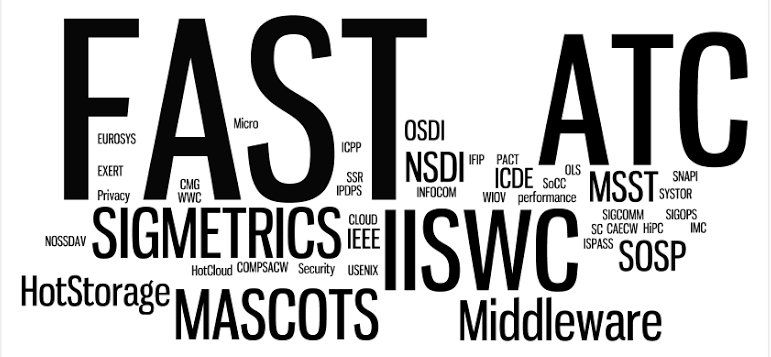 FAST
ATC
Micro
EUROSYS
OSDI
ICPP
NSDI
IFIP
PACT
EXERT
OLS
SSR
ICDE
SoCC
MSST
SNAPI
CMG
IPDPS
INFOCOM
SYSTOR
Privacy
WWC
WIOV
performance
SIGMETRICS
CLOUD
IISWC
SIGCOMM
SIGOPS
SC
CAECW
HiPC
IMC
NOSSDAV
IEEE
ISPASS
SOSP
HotCloud
COMPSACW
Security
USENIX
HotStorage
MASCOTS
Middleware